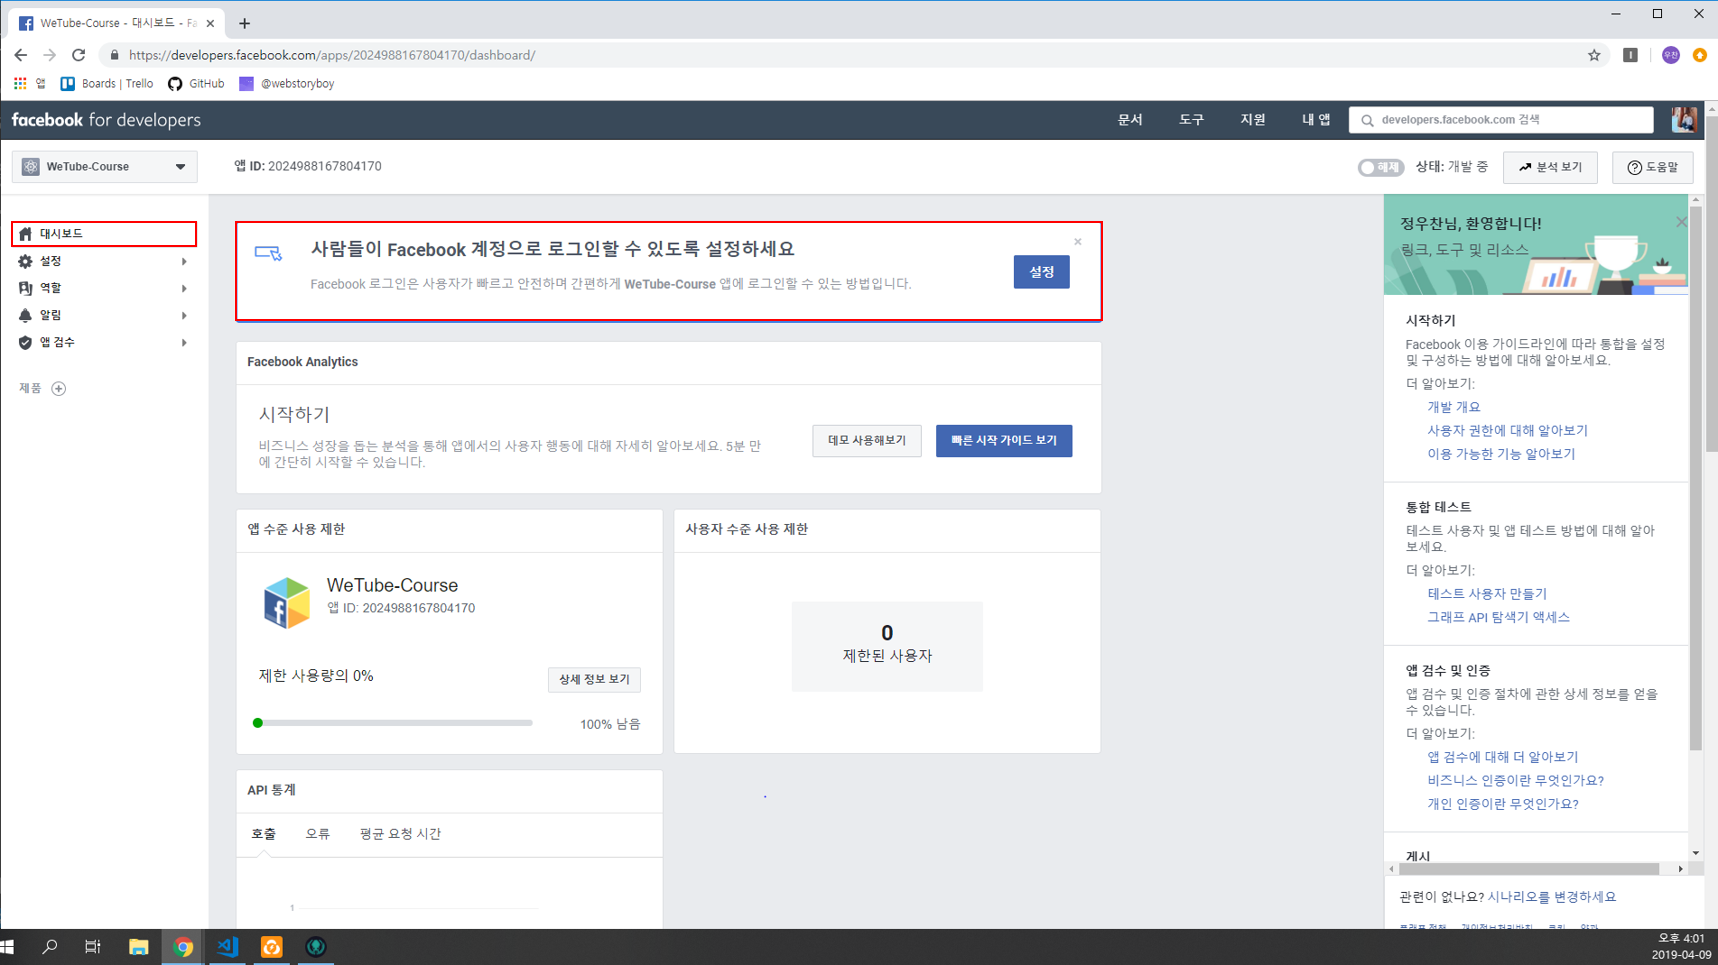 WeTube-Course - 대시보드 - Fa
https://developers.facebook.com/apps/2024988167804170/dashboard/
우찬
앱
Boards | Trello
GitHub
@webstoryboy
facebook for developers
문서
도구
지원
내 앱
developers.facebook.com 검색
WeTube-Course
앱 ID: 2024988167804170
해제
상태: 개발 중
분석 보기
도움말
대시보드
설정
역할
알림
앱 검수
제품
사람들이 Facebook 계정으로 로그인할 수 있도록 설정하세요
Facebook 로그인은 사용자가 빠르고 안전하며 간편하게 WeTube-Course 앱에 로그인할 수 있는 방법입니다.
설정
Facebook Analytics
시작하기
비즈니스 성장을 돕는 분석을 통해 앱에서의 사용자 행동에 대해 자세히 알아보세요. 5분 만
에 간단히 시작할 수 있습니다.
데모 사용해보기
빠른 시작 가이드 보기
앱 수준 사용 제한
WeTube-Course
앱 ID: 2024988167804170
제한 사용량의 0%
상세 정보 보기
100% 남음
사용자 수준 사용 제한
0
제한된 사용자
API 통계
호출
오류
평균 요청 시간
1
정우찬님, 환영합니다!
링크, 도구 및 리소스
시작하기
Facebook 이용 가이드라인에 따라 통합을 설정
및 구성하는 방법에 대해 알아보세요.
더 알아보기:
개발 개요
사용자 권한에 대해 알아보기
이용 가능한 기능 알아보기
통합 테스트
테스트 사용자 및 앱 테스트 방법에 대해 알아
보세요.
더 알아보기:
테스트 사용자 만들기
그래프 API 탐색기 액세스
앱 검수 및 인증
앱 검수 및 인증 절차에 관한 상세 정보를 얻을
수 있습니다.
더 알아보기:
앱 검수에 대해 더 알아보기
비즈니스 인증이란 무엇인가요?
개인 인증이란 무엇인가요?
게시
관련이 없나요? 시나리오를 변경하세요
오후 4:01
2019-04-09